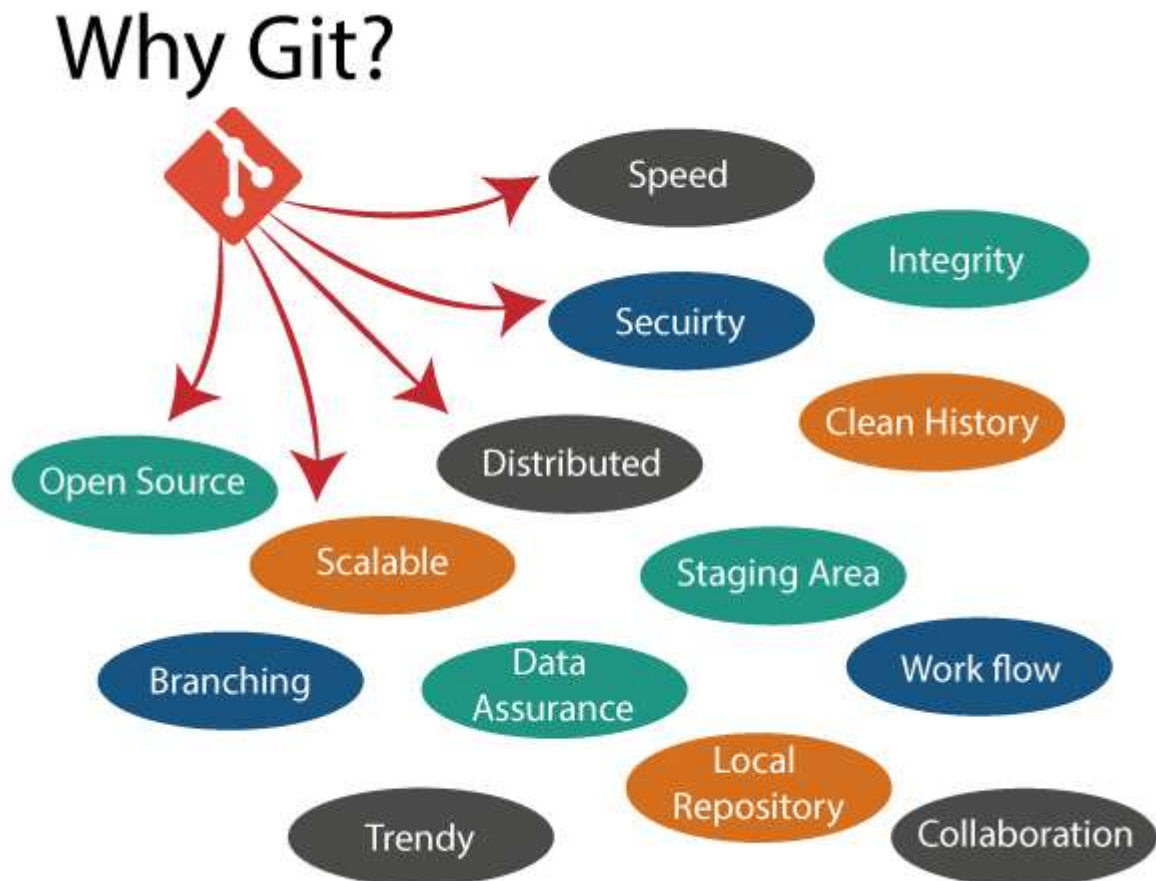 Why Git?
Speed
Integrity
Secuirty
Clean History
Distributed
Open Source
Scalable
Staging Area
Branching
Data
Assurance
Work flow
Local
Repository
Trendy
Collaboration